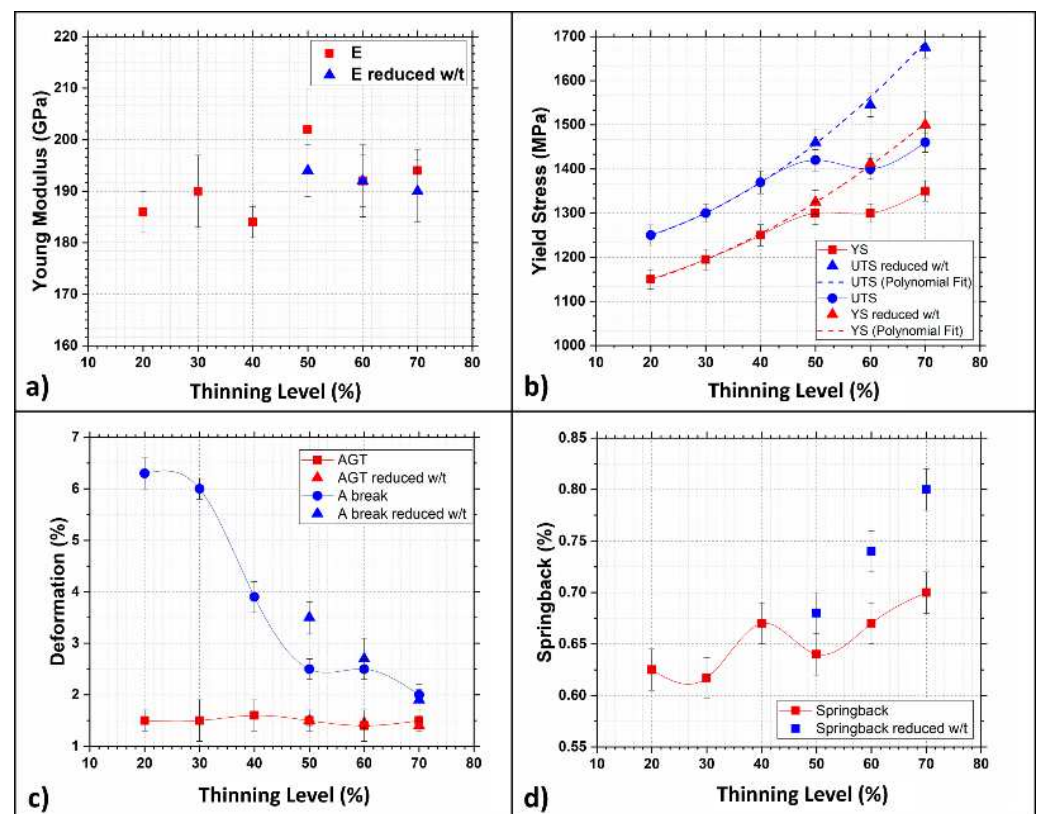 220
210
200
190
180
170
160
Young Modulus (GPa)
E
E reduced w/t
10 20 30 40 50 60 70 80
Thinning Level (%)
a)
1700
1600
1500
1400
1300
1200
1100
1000
Yield Stress (MPa)
YS
UTS reduced w/t
UTS (Polynomial Fit)
UTS
YS reduced w/t
YS (Polynomial Fit)
10 20 30 40 50 60 70 80
Thinning Level (%)
b)
7
6
5
4
3
2
1
Deformation (%)
AGT
AGT reduced w/t
A break
A break reduced w/t
10 20 30 40 50 60 70 80
Thinning Level (%)
c)
0.85
0.80
0.75
0.70
0.65
0.60
0.55
Springback (%)
Springback
Springback reduced w/t
10 20 30 40 50 60 70 80
Thinning Level (%)
d)